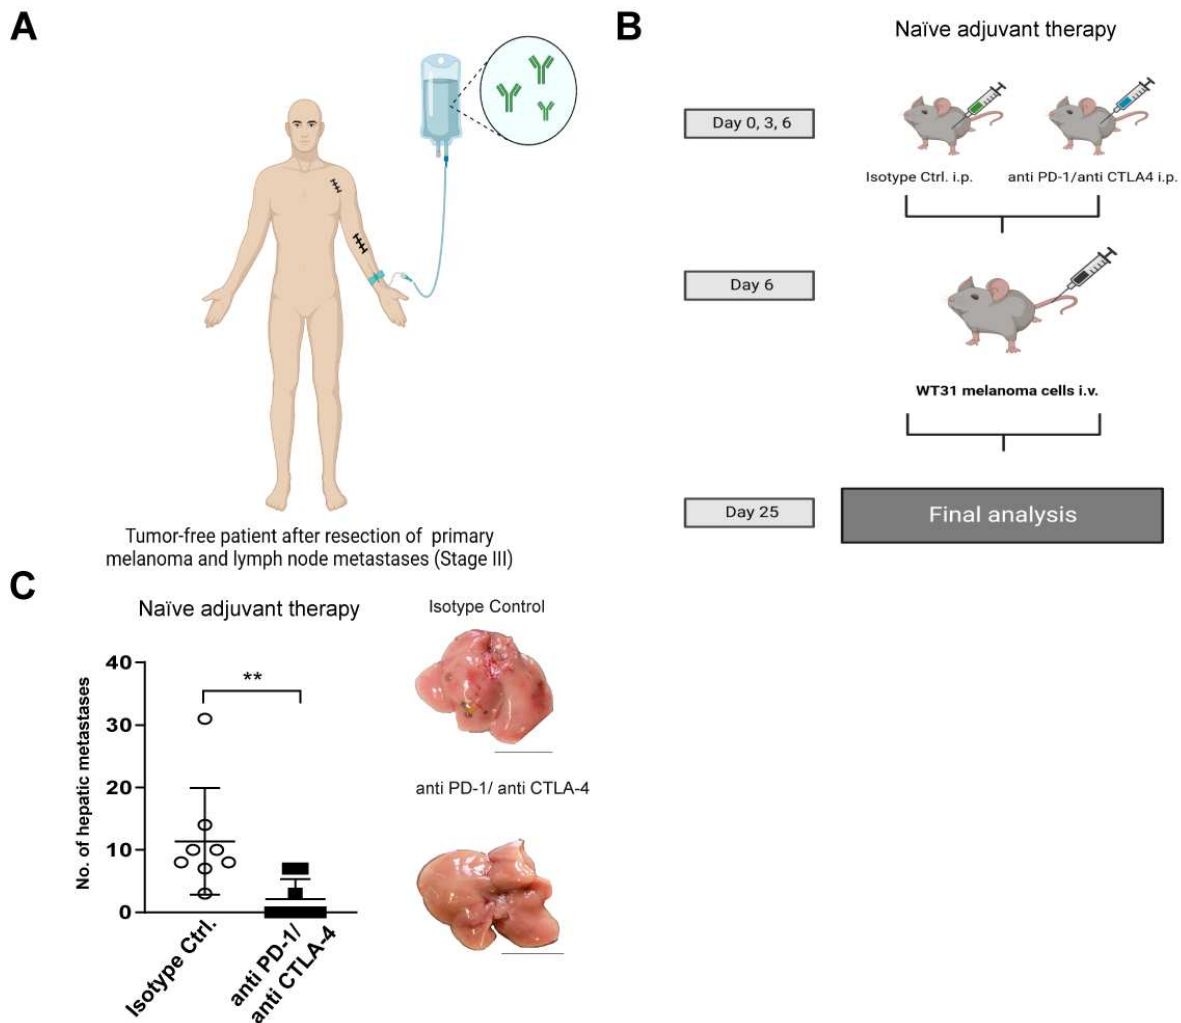 A
Tumor-free patient after resection of primary
melanoma and lymph node metastases (Stage III)
B
Naïve adjuvant therapy
Day 0, 3, 6
Isotype Ctrl. i.p.
anti PD-1/anti CTLA4 i.p.
Day 6
WT31 melanoma cells i.v.
Day 25
Final analysis
C
Naïve adjuvant therapy
No. of hepatic metastases
40
30
20
10
0
**
Isotype Ctrl.
anti PD-1/
anti CTLA-4
Isotype Control
anti PD-1/ anti CTLA-4